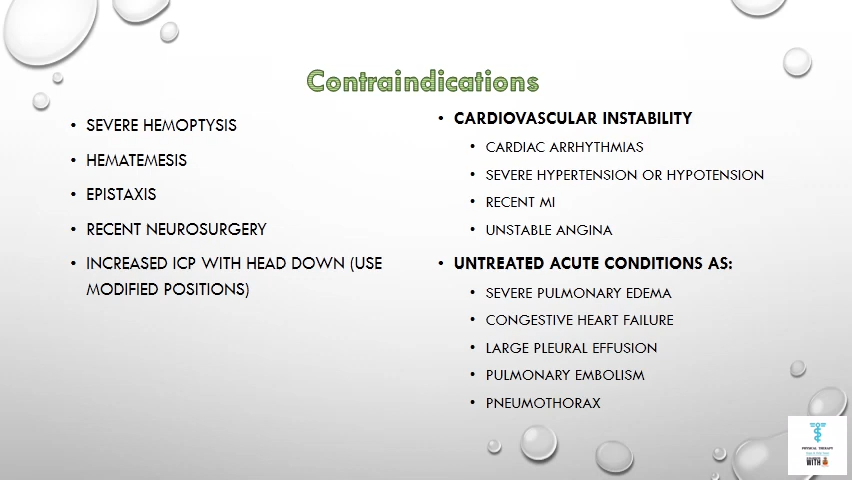 Contraindications
• SEVERE HEMOPTYSIS
• HEMATEMESIS
• EPISTAXIS
• RECENT NEUROSURGERY
• INCREASED ICP WITH HEAD DOWN (USE
MODIFIED POSITIONS)
• CARDIOVASCULAR INSTABILITY
• CARDIAC ARRHYTHMIAS
• SEVERE HYPERTENSION OR HYPOTENSION
• RECENT MI
• UNSTABLE ANGINA
• UNTREATED ACUTE CONDITIONS AS:
• SEVERE PULMONARY EDEMA
• CONGESTIVE HEART FAILURE
• LARGE PLEURAL EFFUSION
• PULMONARY EMBOLISM
• PNEUMOTHORAX
PHYSICAL THERAPY
WITH